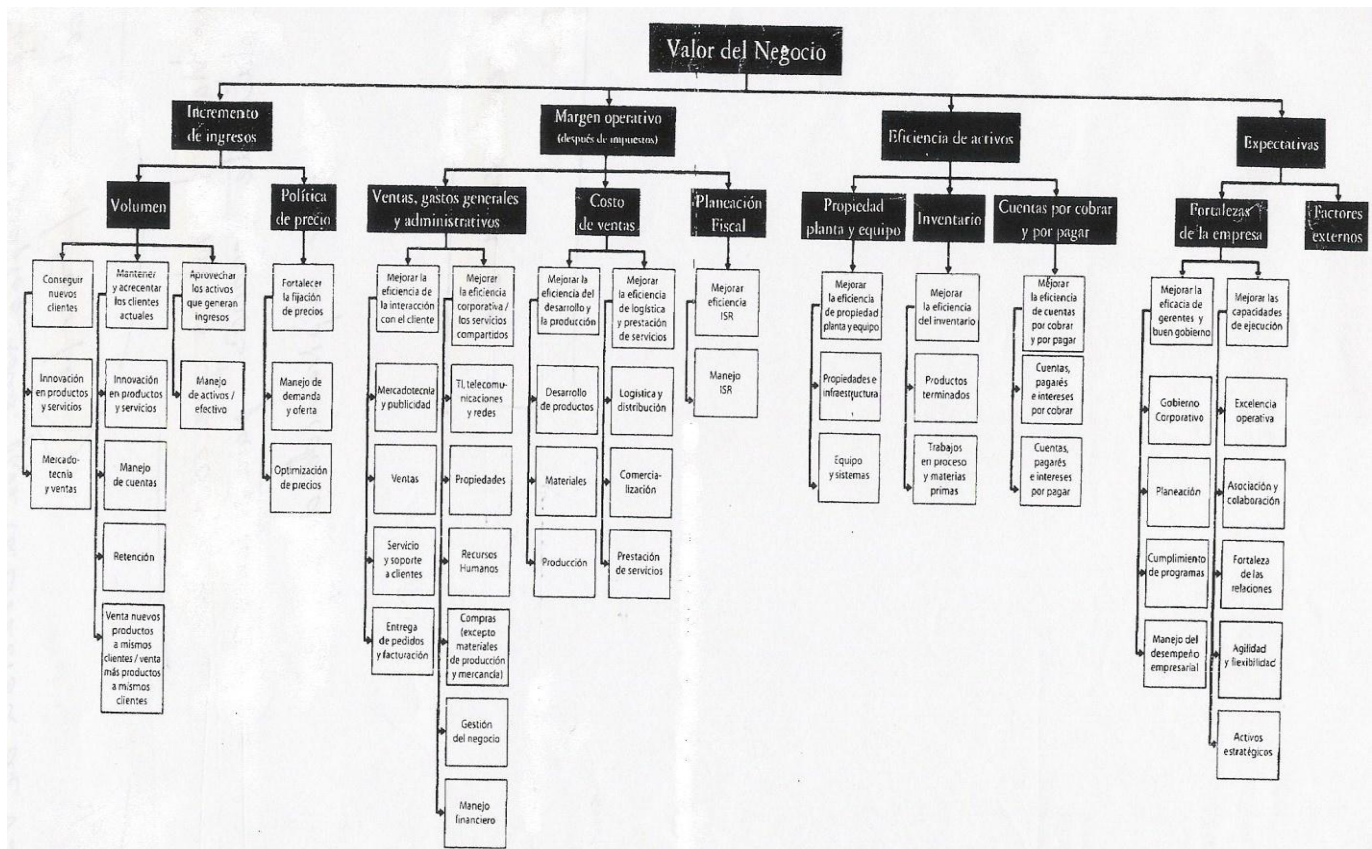 Valor del Negocio
Incremento
de ingresos
Margen operativo
(después de impuestos)
Eficiencia de activos
Expectativas
Volumen
Política
de precio
Ventas, gastos generales
y administrativos
Costo
de ventas
Planeación
Fiscal
Propiedad
planta y equipo
Inventario
Cuentas por cobrar
y por pagar
Fortalezas
de la empresa
Factores
externos
Conseguir
nuevos
clientes
Mantener
y acrecentar
los clientes
actuales
Aprovechar
los activos
que generan
ingresos
Fortalecer
la fijación
de precios
Mejorar la
eficiencia de
la interacción
con el cliente
Mejorar
la eficiencia
corporativa /
los servicios
compartidos
Mejorar la
eficiencia del
desarrollo y
la producción
Mejorar
la eficiencia
de logística
y prestación
de servicios
Mejorar
eficiencia
ISR
Mejorar
la eficiencia
de propiedad
planta y equipo
Mejorar
la eficiencia
del inventario
Mejorar
la eficiencia
de cuentas
por cobrar
y por pagar
Mejorar la
eficacia de
gerentes y
buen gobierno
Mejorar las
capacidades
de ejecución
Innovación
en productos
y servicios
Innovación
en productos
y servicios
Manejo
de activos /
efectivo
Manejo de
demanda
y oferta
Mercadotecnia
y publicidad
TI, telecomu-
nicaciones y
redes
Desarrollo
de productos
Logística y
distribución
Manejo
ISR
Propiedades e
infraestructura
Productos
terminados
Cuentas,
pagarés
e intereses
por cobrar
Gobierno
Corporativo
Excelencia
operativa
Mercado-
tecnia
y ventas
Manejo
de cuentas
Optimización
de precios
Ventas
Propiedades
Materiales
Comercia-
lización
Equipo
y sistemas
Trabajos
en proceso
y materias
primas
Cuentas,
pagarés
e intereses
por pagar
Planeación
Asociación y
colaboración
Retención
Servicio
y soporte
a clientes
Recursos
Humanos
Producción
Prestación
de servicios
Cumplimiento
de programas
Fortaleza
de las
relaciones
Venta nuevos
productos
a mismos
clientes / venta
más productos
a mismos
clientes
Entrega
de pedidos
y facturación
Compras
(excepto
materiales
de producción
y mercancía)
Manejo del
desempeño
empresarial
Agilidad
y flexibilidad
Gestión
del negocio
Activos
estratégicos
Manejo
financiero